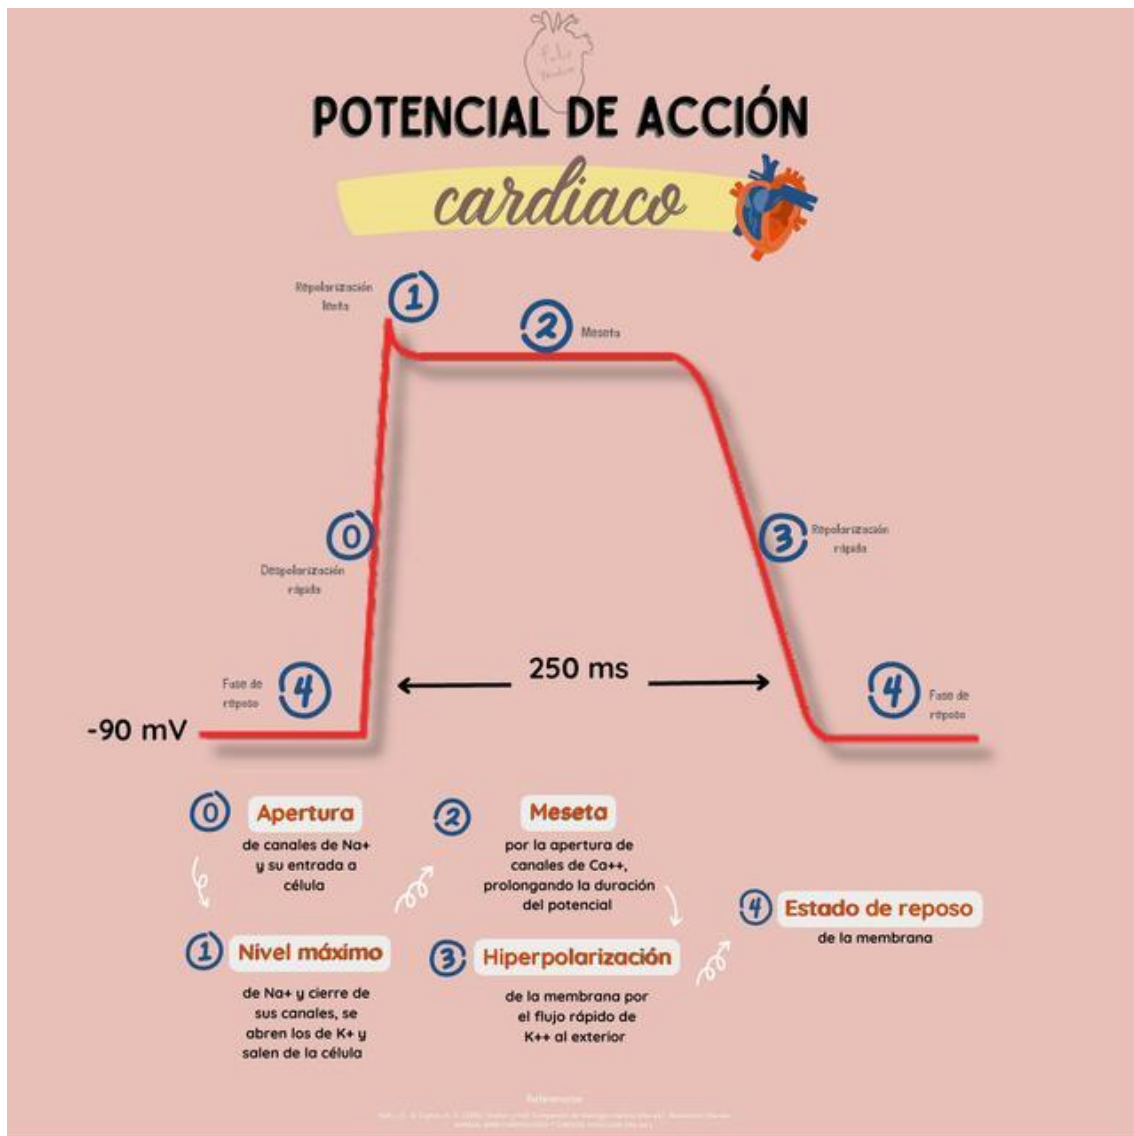 POTENCIAL DE ACCIÓN
cardiaco
Repolarización
lenta
1
2
Meseta
0
Despolarización
rápida
3
Repolarización
rápida
250 ms
Fase de
reposo
4
4
Fase de
reposo
-90 mV
0
Apertura
de canales de Na+
y su entrada a
célula
1
Nivel máximo
de Na+ y cierre de
sus canales, se
abren los de K+ y
salen de la célula
2
Meseta
por la apertura de
canales de Ca++,
prolongando la duración
del potencial
3
Hiperpolarización
de la membrana por
el flujo rápido de
K++ al exterior
4
Estado de reposo
de la membrana
Referencias